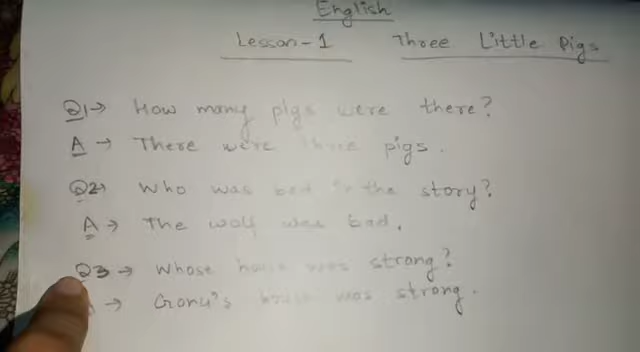 English
Lesson-1 Three Little Pigs
Q1→ How many pigs were there?
A → There were three pigs.
Q2→ Who was bad in the story?
A → The wolf was bad.
Q3 → Whose house was strong?
→ house was strong.